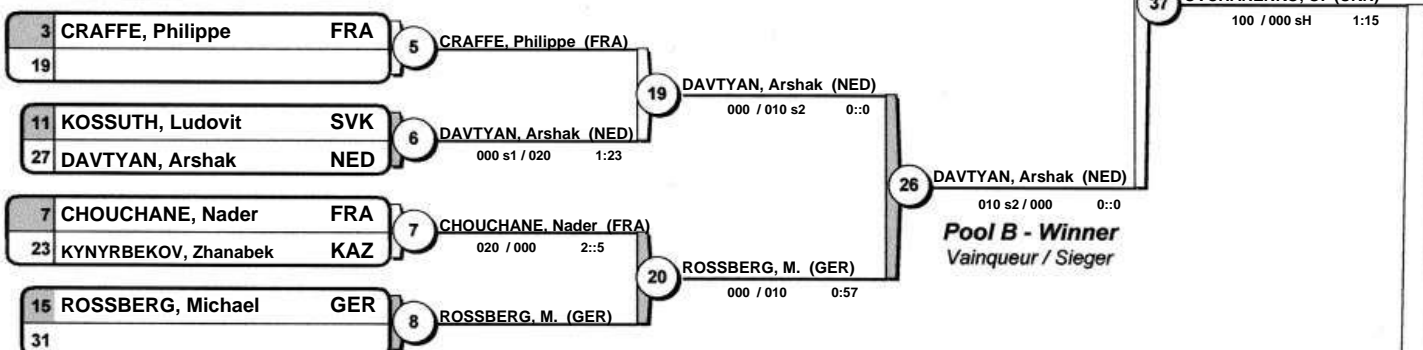 37
100 / 000 sH 1:15
3 CRAFFE, Philippe FRA
19
5
CRAFFE, Philippe (FRA)
11 KOSSUTH, Ludovit SVK
27 DAVTYAN, Arshak NED
6
DAVTYAN, Arshak (NED)
000 s1 / 020 1:23
19
DAVTYAN, Arshak (NED)
000 / 010 s2 0::0
7 CHOUCHANE, Nader FRA
23 KYNYRBEKOV, Zhanabek KAZ
7
CHOUCHANE, Nader (FRA)
020 / 000 2::5
15 ROSSBERG, Michael GER
31
8
ROSSBERG, M. (GER)
20
ROSSBERG, M. (GER)
000 / 010 0:57
26
DAVTYAN, Arshak (NED)
010 s2 / 000 0::0
Pool B - Winner
Vainqueur / Sieger